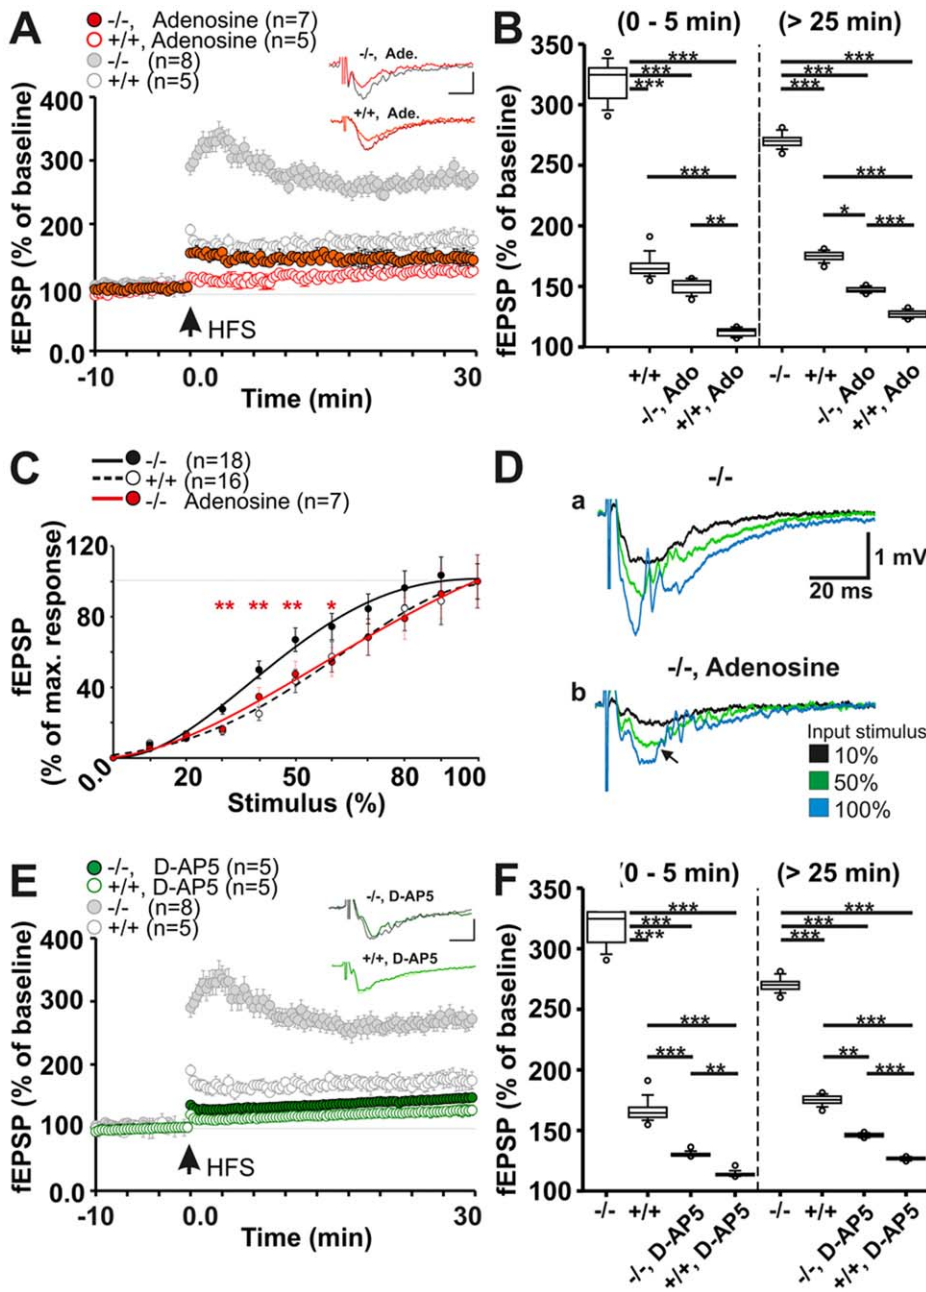 A
-/-, Adenosine (n=7)
+/+, Adenosine (n=5)
-/- (n=8)
+/+ (n=5)
-/-, Ade.
+/+, Ade.
fEPSP (% of baseline)
400
300
200
100
0.0
HFS
-10
0.0
30
Time (min)
B
(0 - 5 min)
(> 25 min)
fEPSP (% of baseline)
350
300
250
200
150
100
***
***
***
***
**
***
***
***
***
*
***
+/+
-/-, Ado
+/+, Ado
-/-
+/+
-/-, Ado
+/+, Ado
C
-/- (n=18)
+/+ (n=16)
-/- Adenosine (n=7)
fEPSP
(% of max. response)
120
80
40
0.0
** ** ** *
20
50
80
100
Stimulus (%)
D
-/-
a
1 mV
20 ms
-/-, Adenosine
b
Input stimulus
10%
50%
100%
E
-/-, D-AP5 (n=5)
+/+, D-AP5 (n=5)
-/- (n=8)
+/+ (n=5)
-/-, D-AP5
+/+, D-AP5
fEPSP (% of baseline)
400
300
200
100
0.0
HFS
-10
0.0
30
Time (min)
F
(0 - 5 min)
(> 25 min)
fEPSP (% of baseline)
350
300
250
200
150
100
***
***
***
***
***
**
***
***
***
***
**
***
-/-
+/+
-/-, D-AP5
+/+, D-AP5
-/-
+/+
-/-, D-AP5
+/+, D-AP5